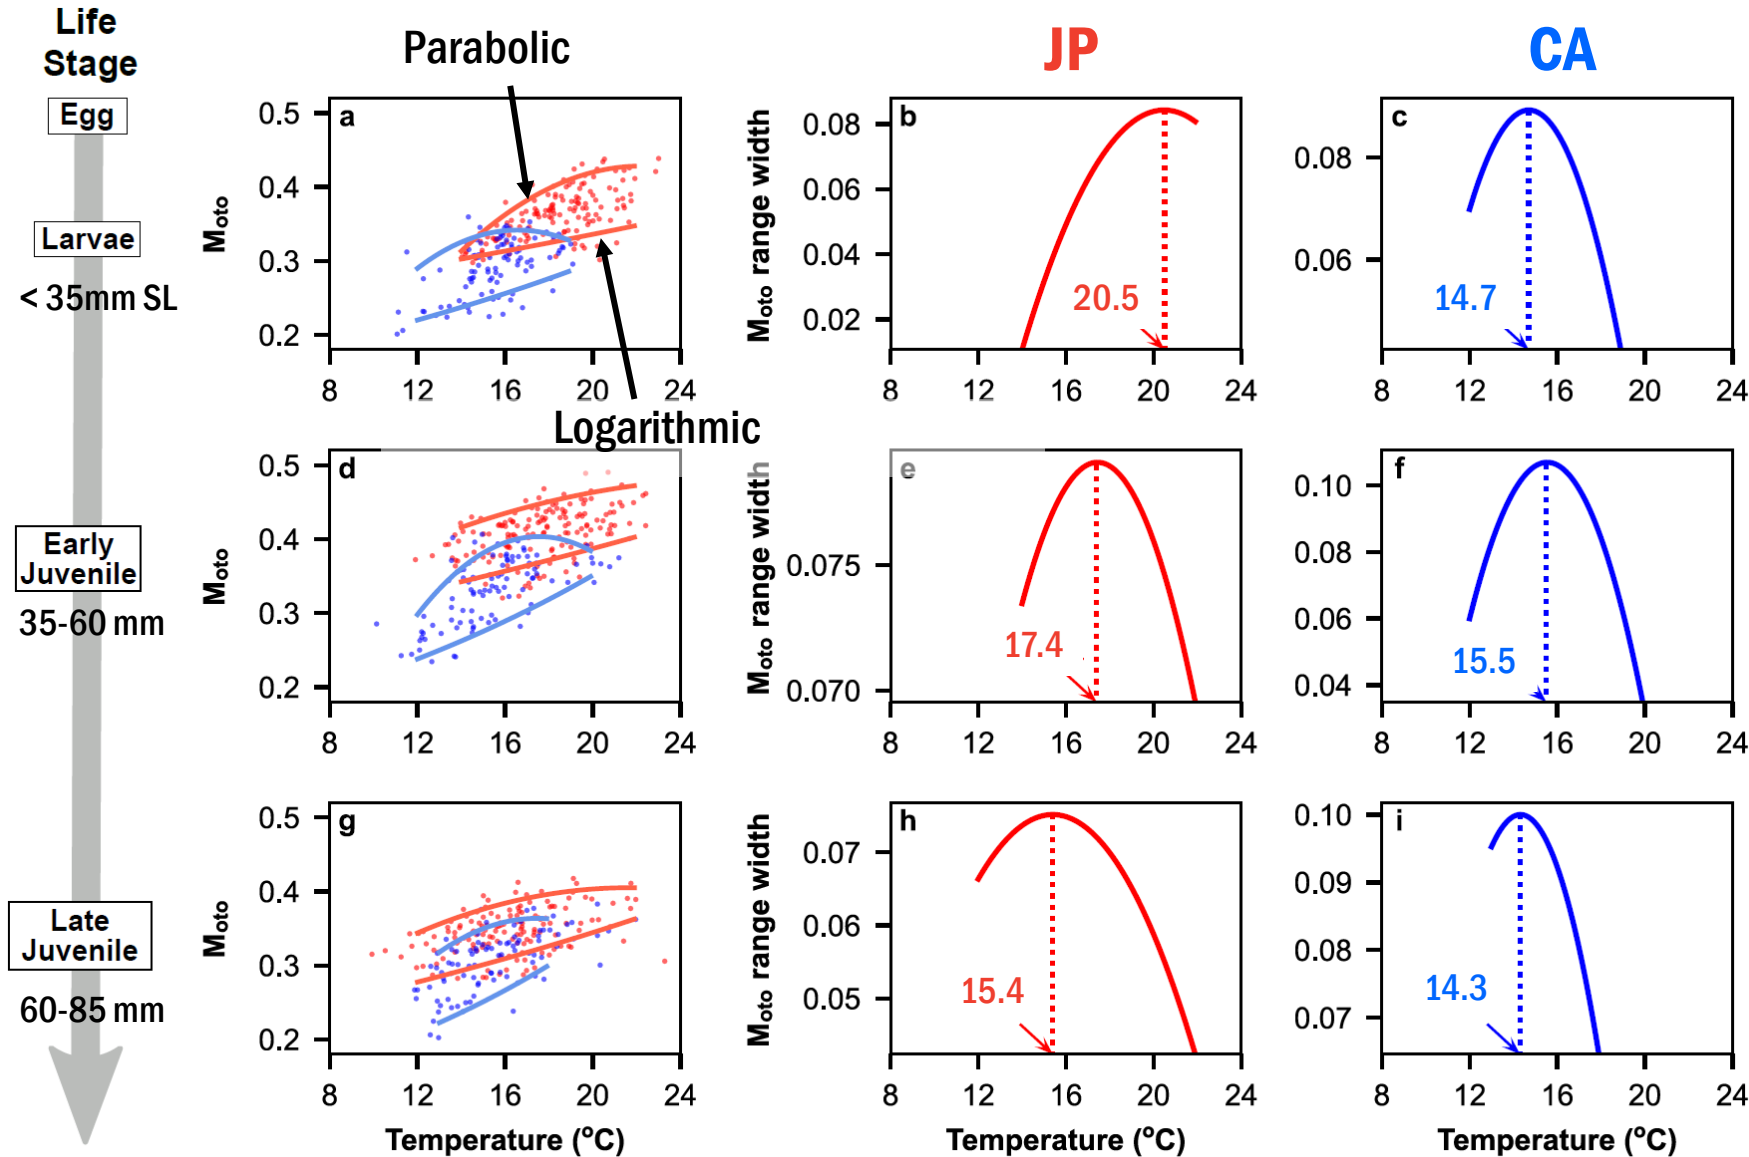 Life
Stage
Egg
Larvae
< 35mm SL
Early
Juvenile
35-60 mm
Late
Juvenile
60-85 mm
Parabolic
JP
CA
a
0.5
0.4
0.3
0.2
Moto
12
16
20
24
Logarithmic
b
Moto range width
0.08
0.06
0.04
0.02
20.5
8
12
16
20
24
c
0.08
0.06
14.7
8
12
16
20
24
d
0.5
0.4
0.3
0.2
Moto
8
12
16
20
24
e
Moto range width
0.075
0.070
17.4
8
12
16
20
24
f
0.10
0.08
0.06
0.04
15.5
8
12
16
20
24
g
0.5
0.4
0.3
0.2
Moto
8
12
16
20
24
Temperature (°C)
h
Moto range width
0.07
0.06
0.05
15.4
8
12
16
20
24
Temperature (°C)
i
0.10
0.09
0.08
0.07
14.3
8
12
16
20
24
Temperature (°C)